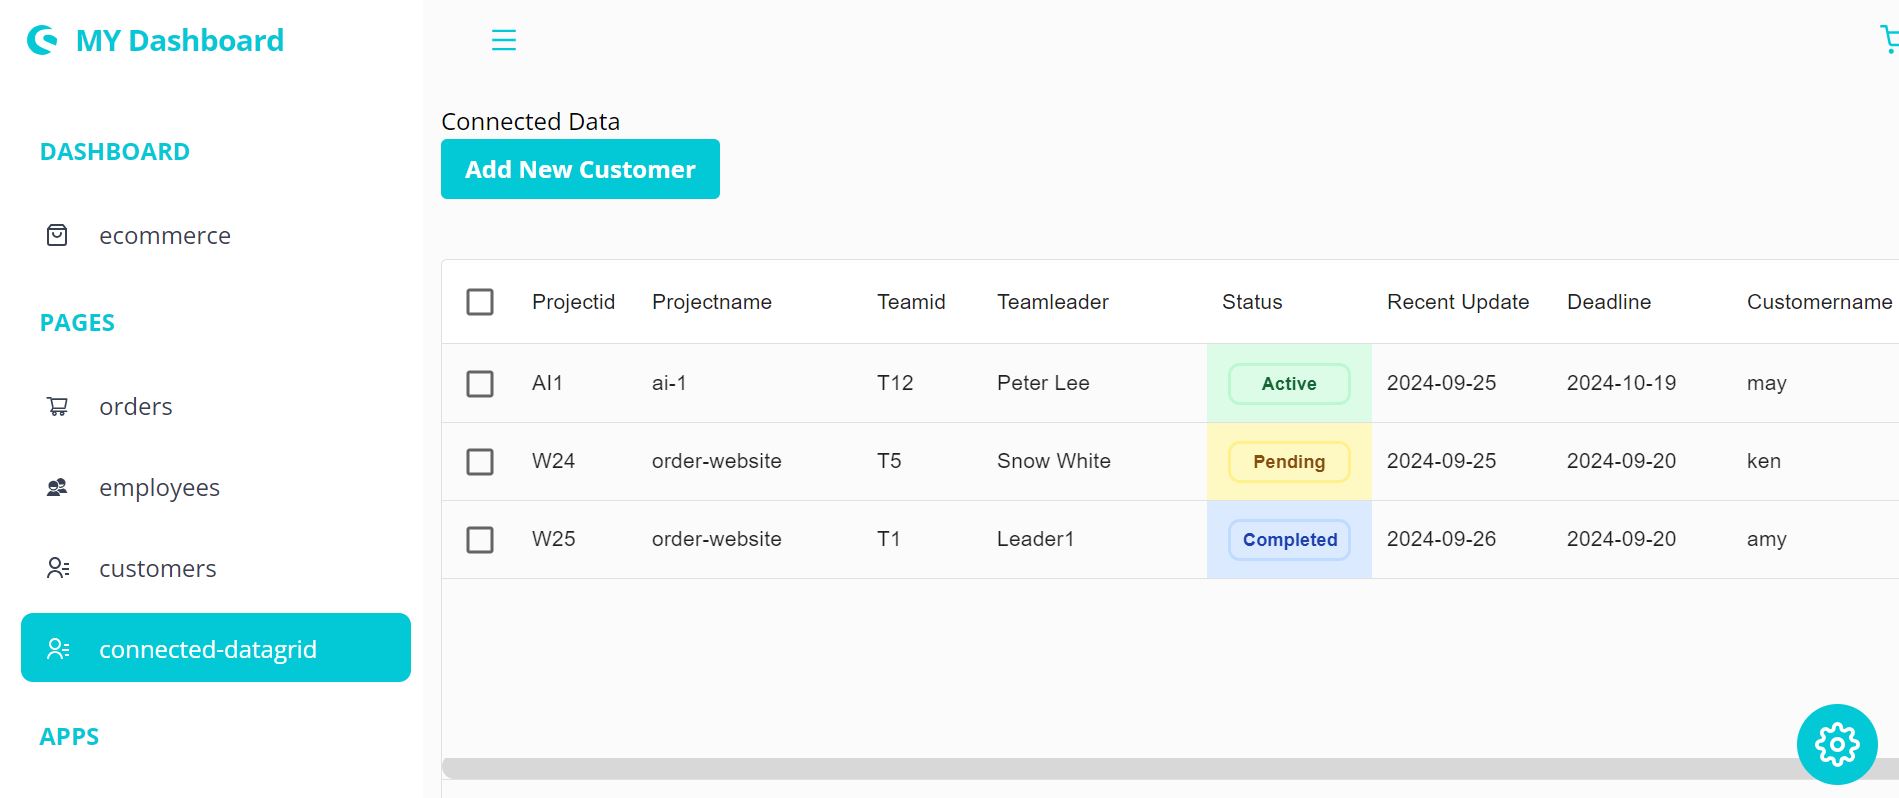 MY Dashboard
DASHBOARD
ecommerce
PAGES
orders
employees
customers
connected-datagrid
APPS
Connected Data
Add New Customer
Projectid Projectname Teamid Teamleader Status Recent Update Deadline Customername
AI1 ai-1 T12 Peter Lee Active 2024-09-25 2024-10-19 may
W24 order-website T5 Snow White Pending 2024-09-25 2024-09-20 ken
W25 order-website T1 Leader1 Completed 2024-09-26 2024-09-20 amy